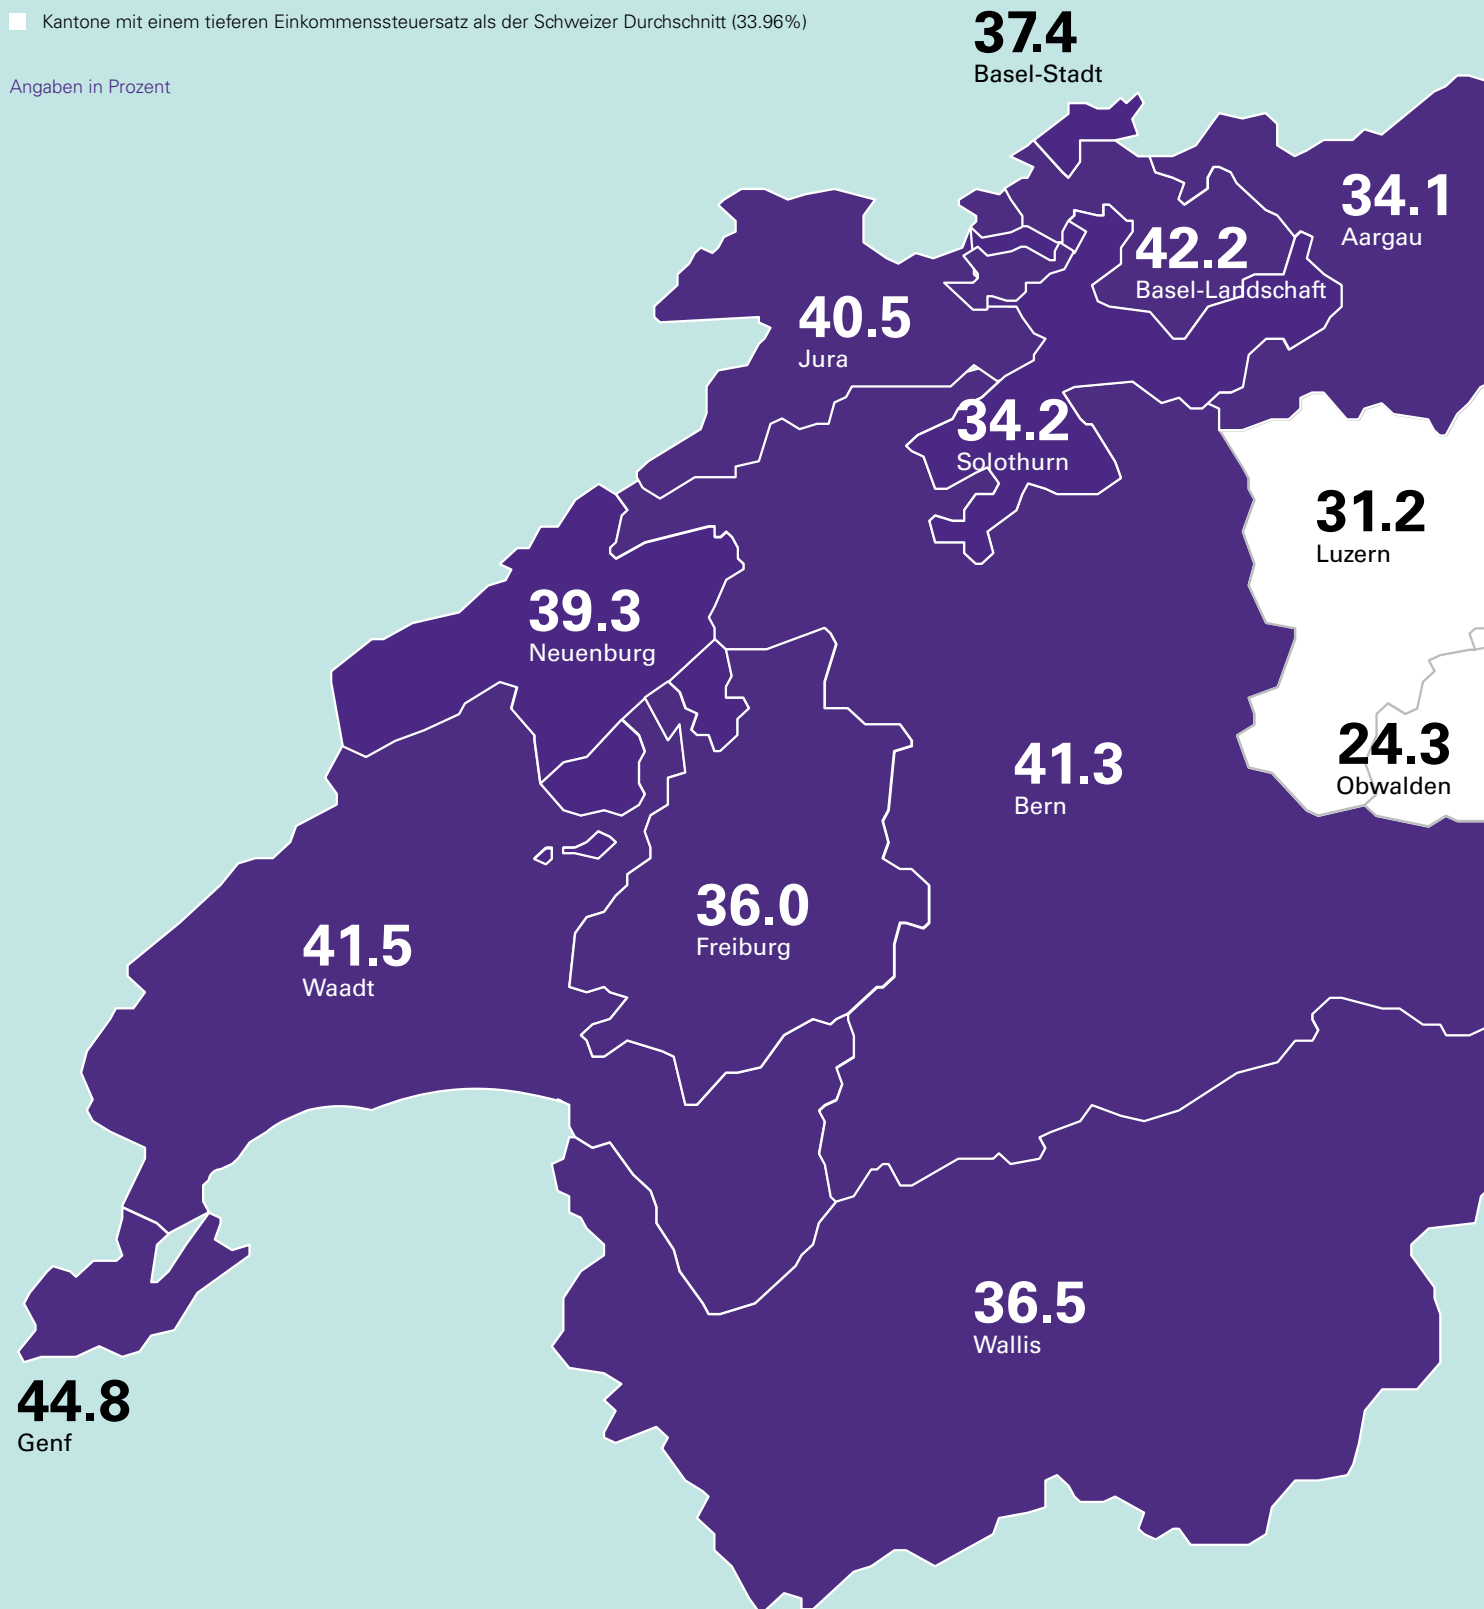 Kantone mit einem tieferen Einkommenssteuersatz als der Schweizer Durchschnitt (33.96%)
Angaben in Prozent
37.4
Basel-Stadt
34.1
Aargau
42.2
Basel-Landschaft
40.5
Jura
34.2
Solothurn
31.2
Luzern
39.3
Neuenburg
24.3
Obwalden
41.3
Bern
36.0
Freiburg
41.5
Waadt
36.5
Wallis
44.8
Genf